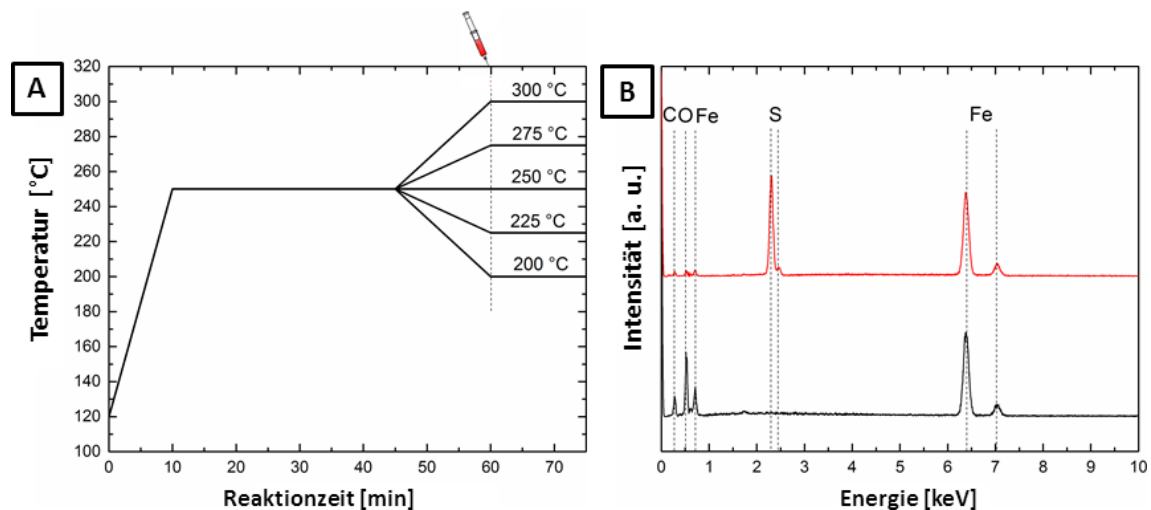 A
Temperatur [°C]
320
300
280
260
240
220
200
180
160
140
120
100
300 °C
275 °C
250 °C
225 °C
200 °C
0 10 20 30 40 50 60 70
Reaktionzeit [min]
B
Intensität [a. u.]
C O Fe S Fe
0 1 2 3 4 5 6 7 8 9 10
Energie [keV]